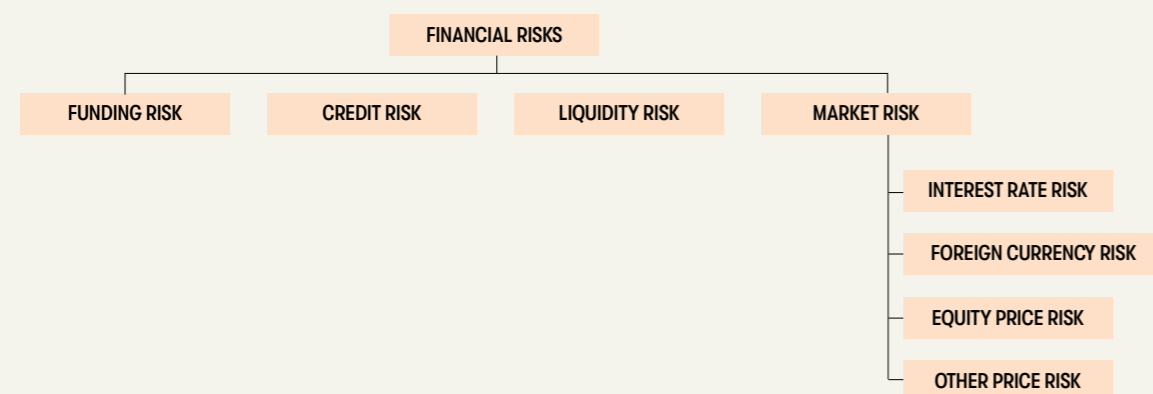 FINANCIAL RISKS
FUNDING RISK
CREDIT RISK
LIQUIDITY RISK
MARKET RISK
INTEREST RATE RISK
FOREIGN CURRENCY RISK
EQUITY PRICE RISK
OTHER PRICE RISK